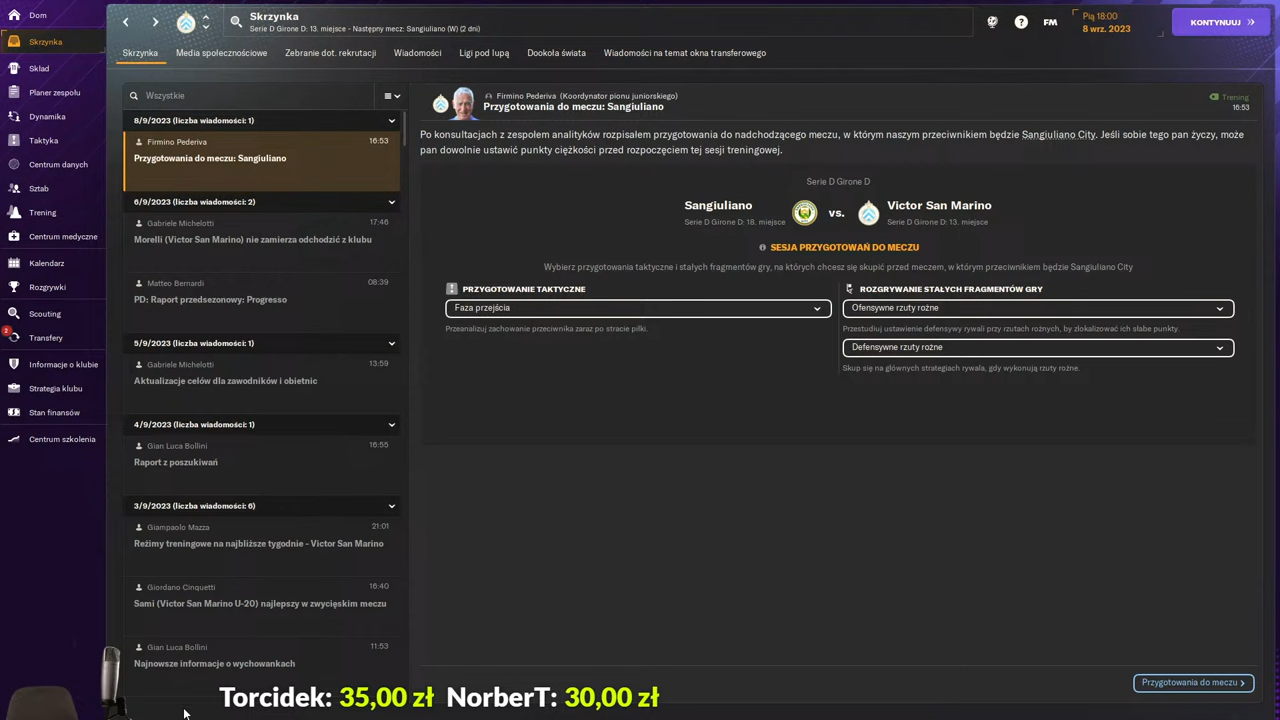 Dom
Skrzynka
Skład
Planer zespołu
Dynamika
Taktyka
Centrum danych
Sztab
Trening
Centrum medyczne
Kalendarz
Rozgrywki
Scouting
2
Transfery
Informacje o klubie
Strategia klubu
Stan finansów
Centrum szkolenia
Skrzynka
Serie D Girone D: 13. miejsce - Następny mecz: Sangiuliano (W) (2 dni)
FM
Pią 18:00
8 wrz. 2023
KONTYNUUJ
Skrzynka Media społecznościowe Zebranie dot. rekrutacji Wiadomości Ligi pod lupą Dookoła świata Wiadomości na temat okna transferowego
Wszystkie
8/9/2023 (liczba wiadomości: 1)
Firmino Pederiva 16:53
Przygotowania do meczu: Sangiuliano
6/9/2023 (liczba wiadomości: 2)
Gabriele Michelotti 17:46
Morelli (Victor San Marino) nie zamierza odchodzić z klubu
Matteo Bernardi 08:39
PD: Raport przedsezonowy: Progresso
5/9/2023 (liczba wiadomości: 1)
Gabriele Michelotti 13:59
Aktualizacje celów dla zawodników i obietnic
4/9/2023 (liczba wiadomości: 1)
Gian Luca Bollini 16:55
Raport z poszukiwań
3/9/2023 (liczba wiadomości: 6)
Giampaolo Mazza 21:01
Reżimy treningowe na najbliższe tygodnie - Victor San Marino
Giordano Cinquetti 16:40
Sami (Victor San Marino U-20) najlepszy w zwycięskim meczu
Gian Luca Bollini 11:53
Najnowsze informacje o wychowankach
Firmino Pederiva (Koordynator pionu juniorskiego)
Przygotowania do meczu: Sangiuliano
Trening
16:53
Po konsultacjach z zespołem analityków rozpisałem przygotowania do nadchodzącego meczu, w którym naszym przeciwnikiem będzie Sangiuliano City. Jeśli sobie tego pan życzy, może
pan dowolnie ustawić punkty ciężkości przed rozpoczęciem tej sesji treningowej.
Serie D Girone D
Sangiuliano vs. Victor San Marino
Serie D Girone D: 18. miejsce Serie D Girone D: 13. miejsce
SESJA PRZYGOTOWAŃ DO MECZU
Wybierz przygotowania taktyczne i stałych fragmentów gry, na których chcesz się skupić przed meczem, w którym przeciwnikiem będzie Sangiuliano City
PRZYGOTOWANIE TAKTYCZNE
Faza przejścia
Przeanalizuj zachowanie przeciwnika zaraz po stracie piłki.
ROZGRYWANIE STAŁYCH FRAGMENTÓW GRY
Ofensywne rzuty rożne
Przestudiuj ustawienie defensywy rywali przy rzutach rożnych, by zlokalizować ich słabe punkty.
Defensywne rzuty rożne
Skup się na głównych strategiach rywala, gdy wykonują rzuty rożne.
Przygotowania do meczu
Torcidek: 35,00 zł NorberT: 30,00 zł